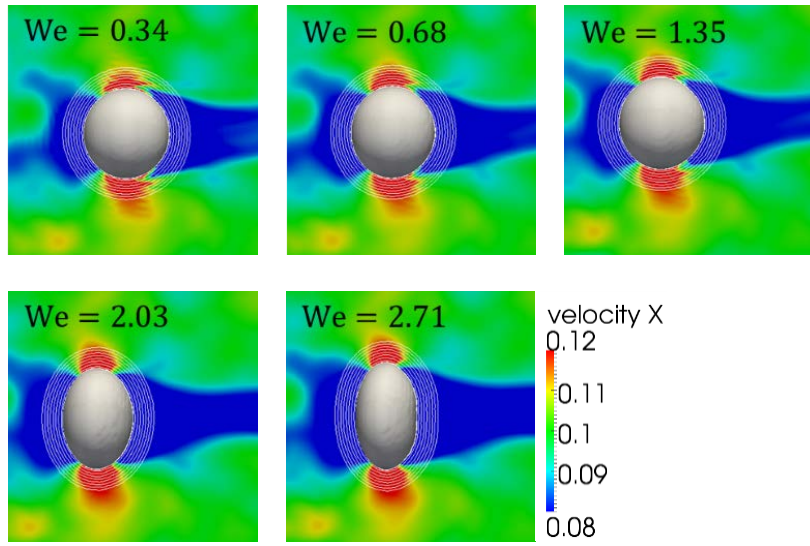 We = 0.34
We = 0.68
We = 1.35
We = 2.03
We = 2.71
velocity X
0.12
0.11
0.1
0.09
0.08